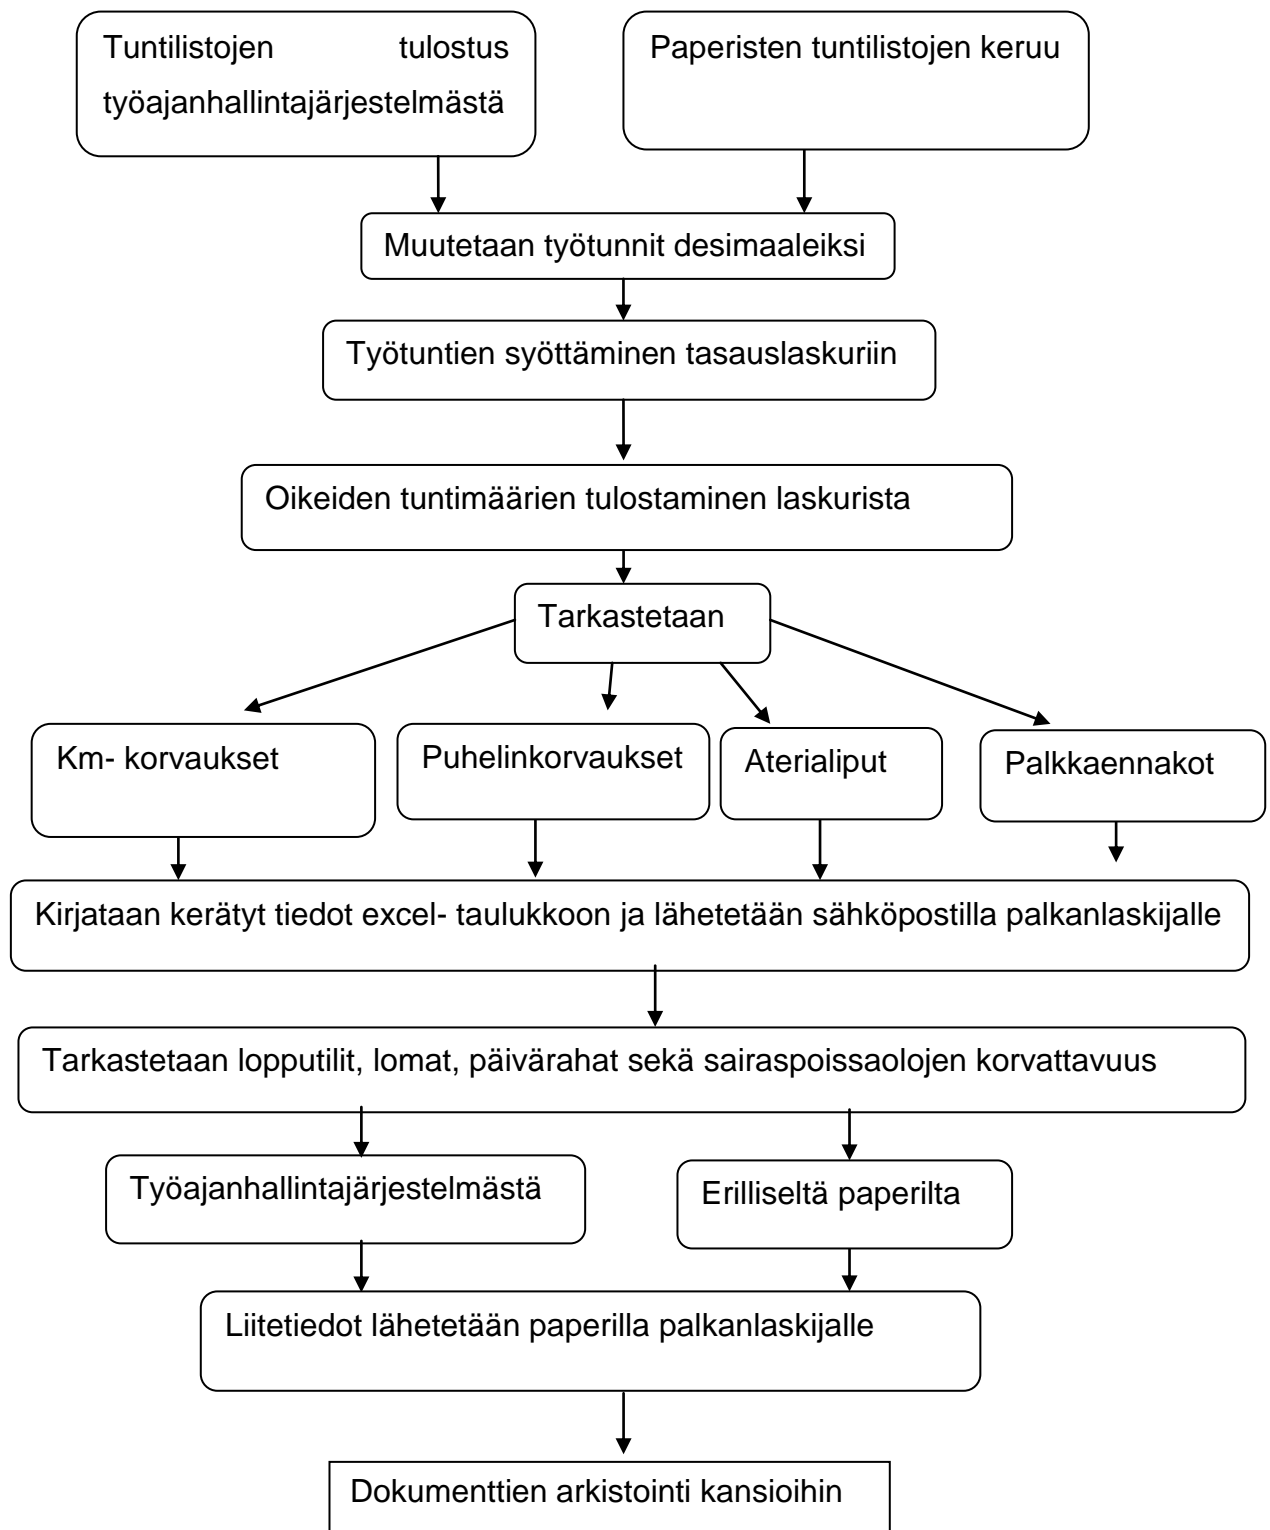 Tuntilistojen tulostus
työajanhallintajärjestelmästä
Paperisten tuntilistojen keruu
Muutetaan työtunnit desimaaleiksi
Työtuntien syöttäminen tasauslaskuriin
Oikeiden tuntimäärien tulostaminen laskurista
Tarkastetaan
Km- korvaukset
Puhelinkorvaukset
Aterialiput
Palkkaennakot
Kirjataan kerätyt tiedot excel- taulukkoon ja lähetetään sähköpostilla palkanlaskijalle
Tarkastetaan lopputilit, lomat, päivärahat sekä sairaspoissaolojen korvattavuus
Työajanhallintajärjestelmästä
Erilliseltä paperilta
Liitetiedot lähetetään paperilla palkanlaskijalle
Dokumenttien arkistointi kansioihin